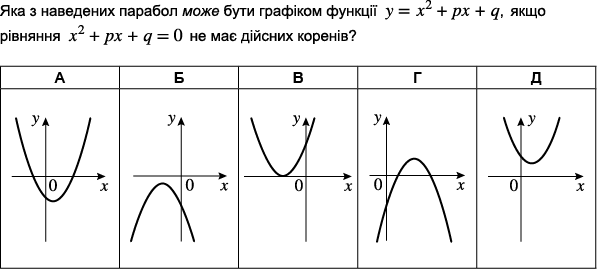 Яка з наведених парабол може бути графіком функції y = x² + px + q, якщо
рівняння x² + px + q = 0 не має дійсних коренів?
А Б В Г Д
y y y y y
0 x 0 x 0 x 0 x 0 x